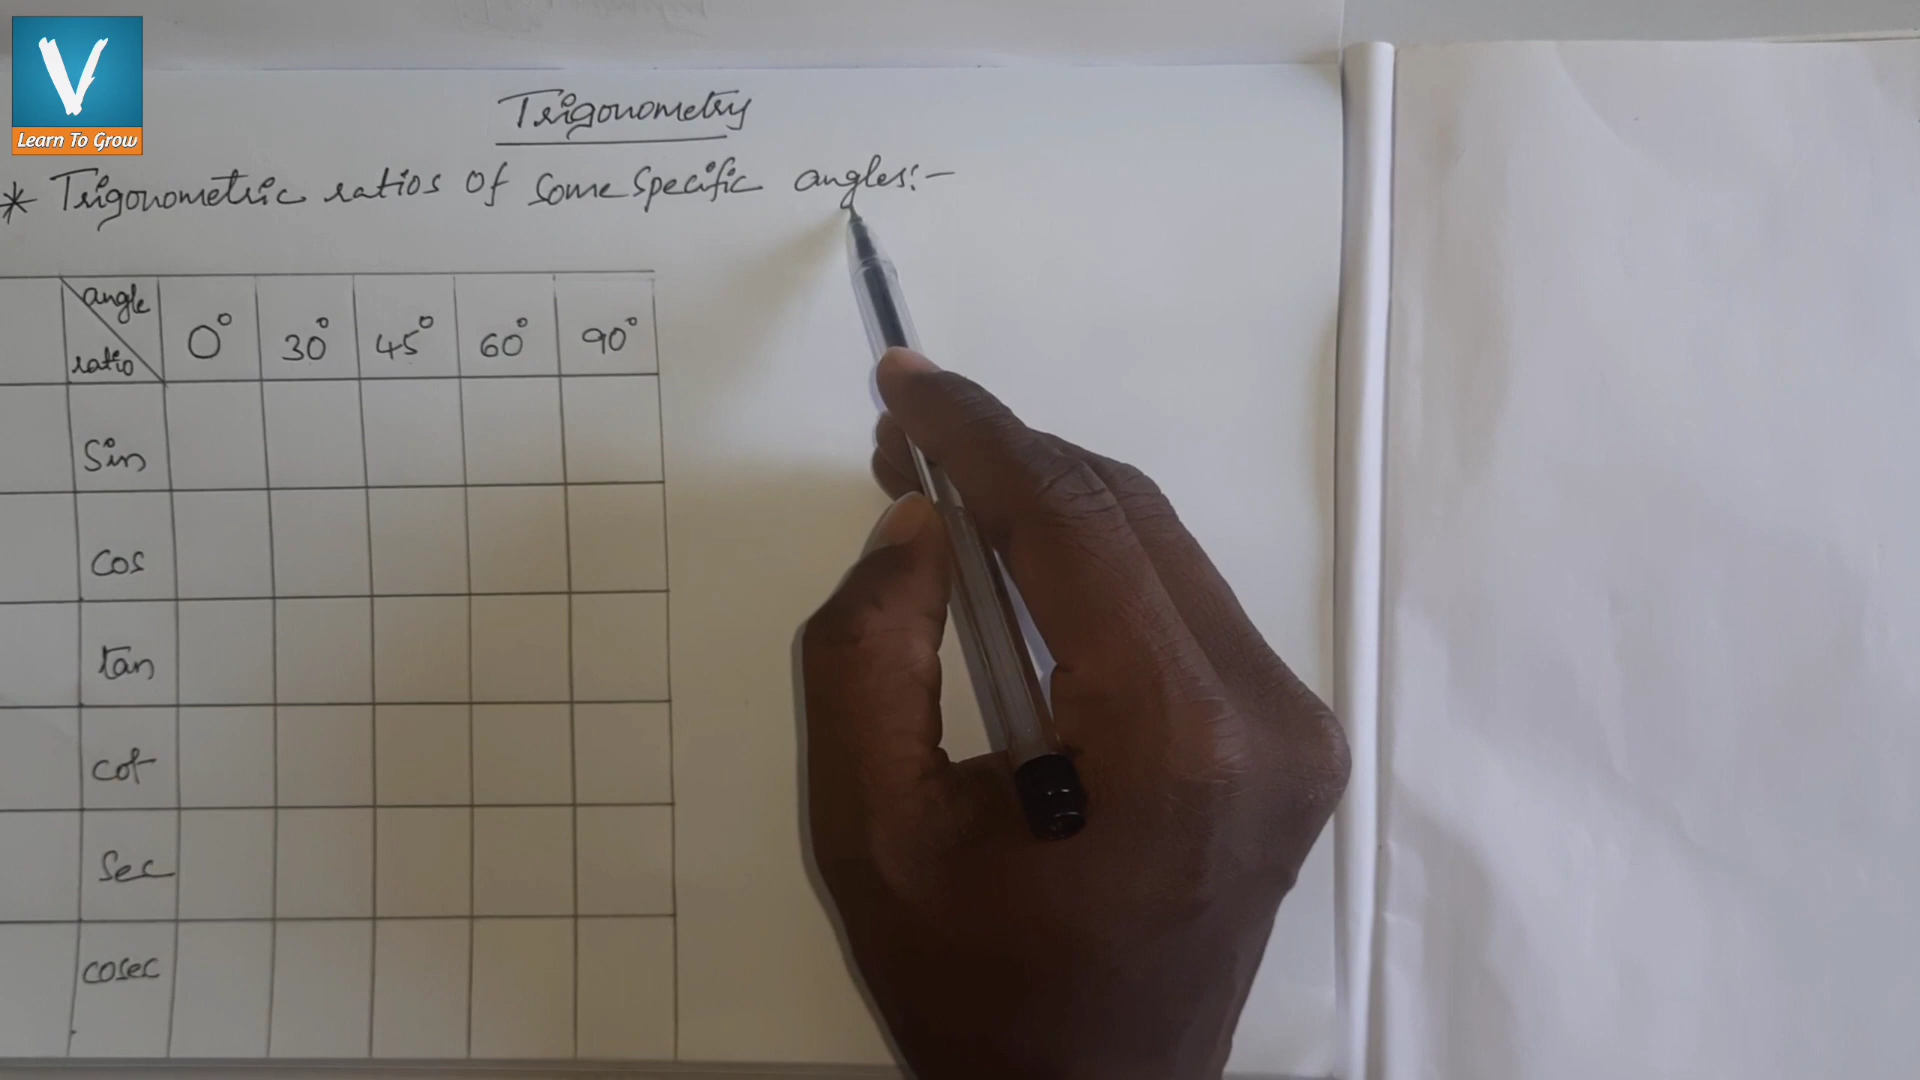 V
Learn To Grow
Trigonometry
* Trigonometric ratios of some specific angles:-
angle
ratio
0° 30° 45° 60° 90°
Sin
cos
tan
cot
Sec
cosec